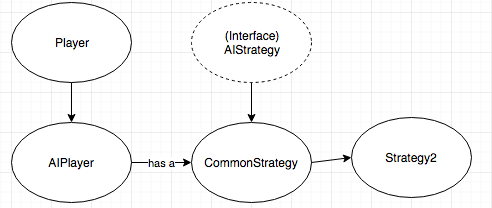 Player
(Interface)
AIStrategy
AIPlayer
has a
CommonStrategy
Strategy2